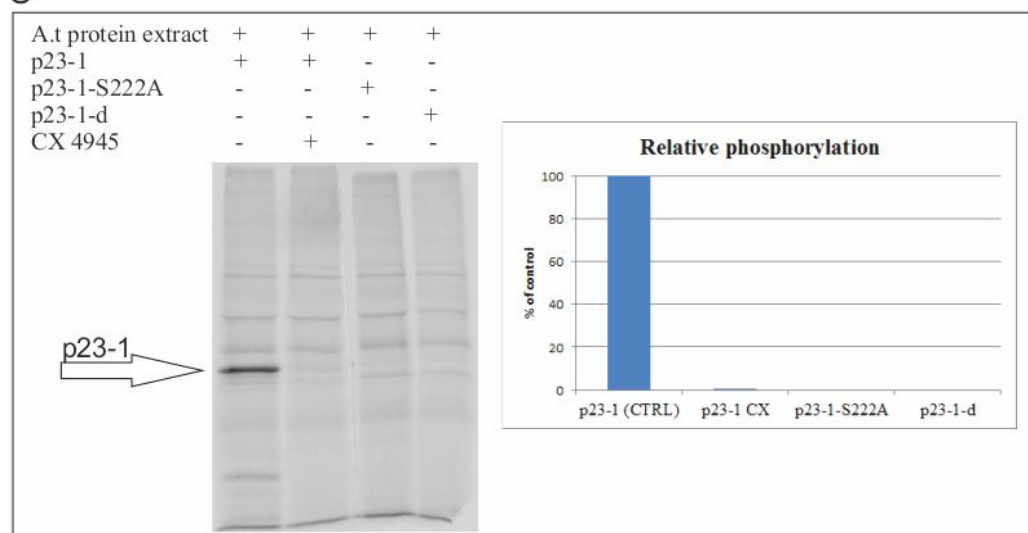 A.t protein extract + + + +
p23-1 + + - -
p23-1-S222A - - + -
p23-1-d - - - +
CX 4945 - + - -
p23-1
Relative phosphorylation
% of control
100
80
60
40
20
0
p23-1 (CTRL) p23-1 CX p23-1-S222A p23-1-d